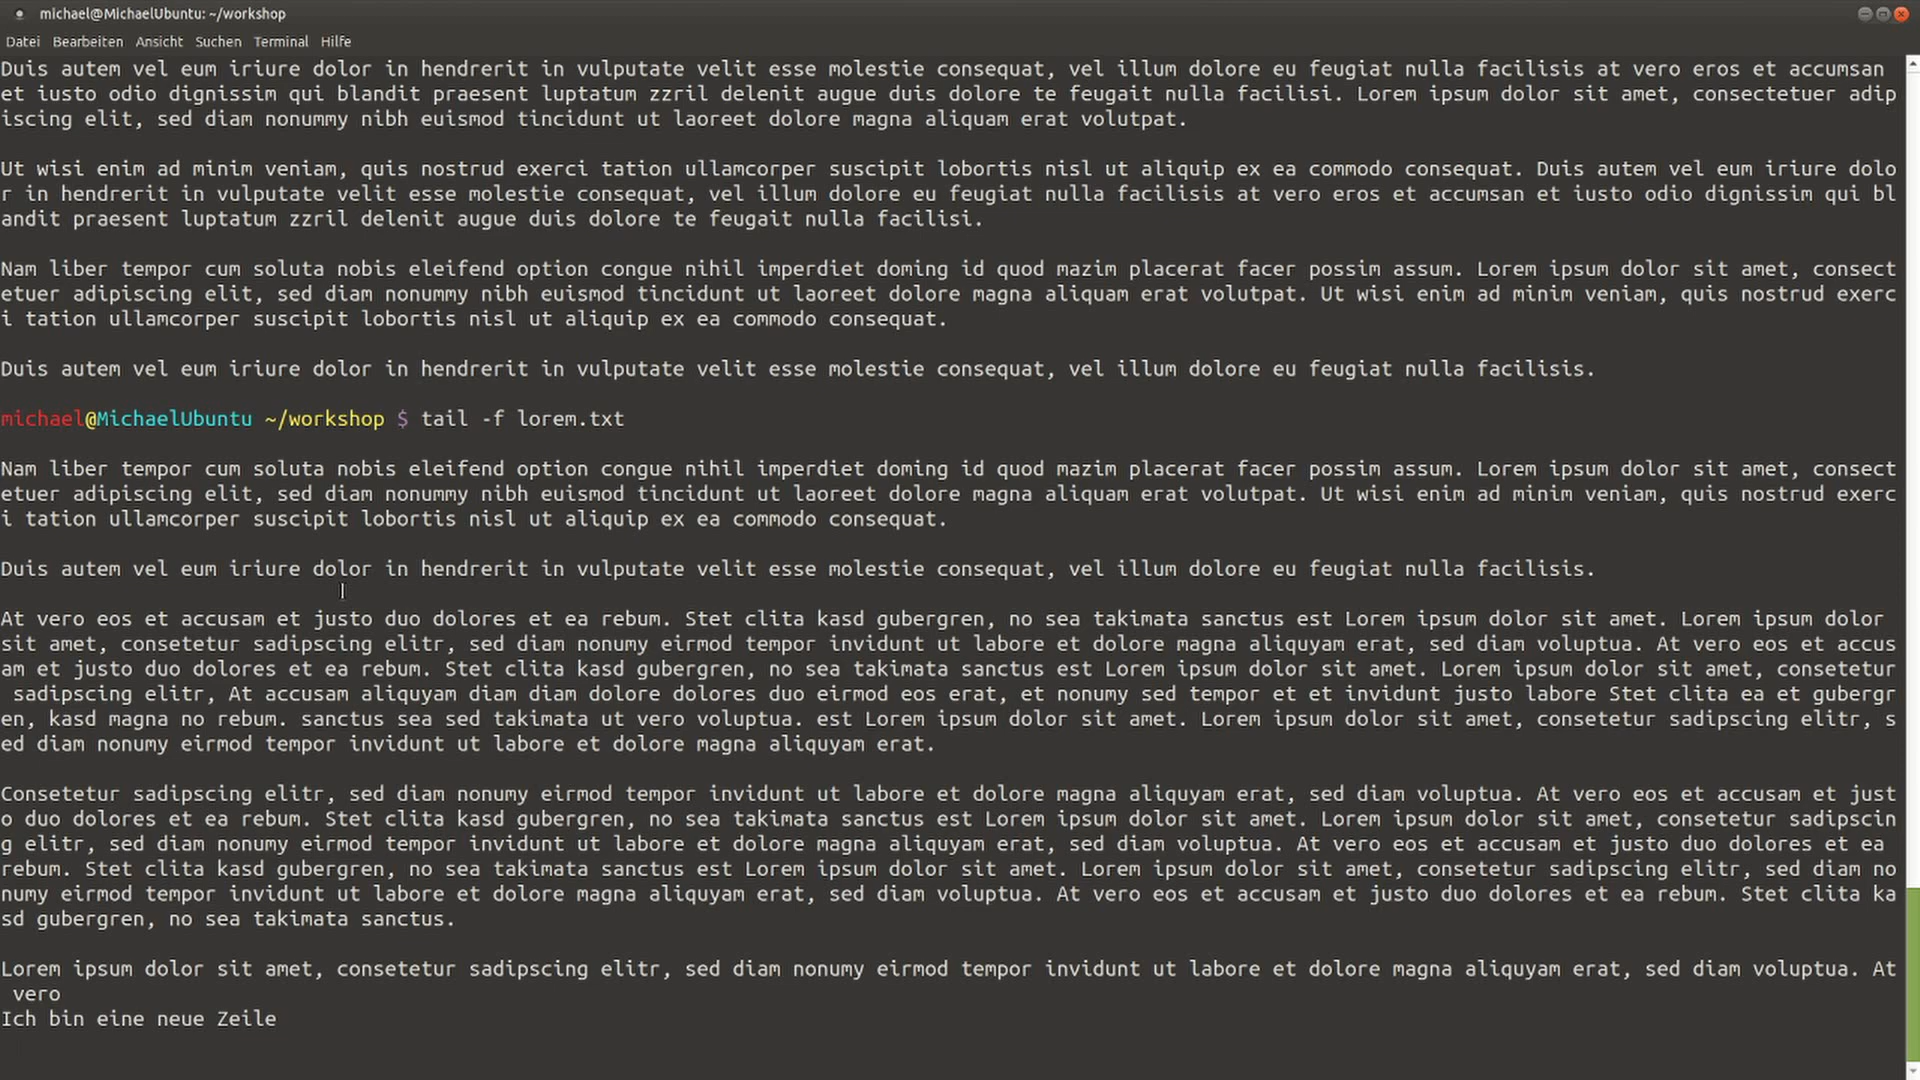 michael@MichaelUbuntu: ~/workshop
Datei Bearbeiten Ansicht Suchen Terminal Hilfe
Duis autem vel eum iriure dolor in hendrerit in vulputate velit esse molestie consequat, vel illum dolore eu feugiat nulla facilisis at vero eros et accumsan
et iusto odio dignissim qui blandit praesent luptatum zzril delenit augue duis dolore te feugait nulla facilisi. Lorem ipsum dolor sit amet, consectetuer adip
iscing elit, sed diam nonummy nibh euismod tincidunt ut laoreet dolore magna aliquam erat volutpat.
Ut wisi enim ad minim veniam, quis nostrud exerci tation ullamcorper suscipit lobortis nisl ut aliquip ex ea commodo consequat. Duis autem vel eum iriure dolo
r in hendrerit in vulputate velit esse molestie consequat, vel illum dolore eu feugiat nulla facilisis at vero eros et accumsan et iusto odio dignissim qui bl
andit praesent luptatum zzril delenit augue duis dolore te feugait nulla facilisi.
Nam liber tempor cum soluta nobis eleifend option congue nihil imperdiet doming id quod mazim placerat facer possim assum. Lorem ipsum dolor sit amet, consect
etuer adipiscing elit, sed diam nonummy nibh euismod tincidunt ut laoreet dolore magna aliquam erat volutpat. Ut wisi enim ad minim veniam, quis nostrud exerc
i tation ullamcorper suscipit lobortis nisl ut aliquip ex ea commodo consequat.
Duis autem vel eum iriure dolor in hendrerit in vulputate velit esse molestie consequat, vel illum dolore eu feugiat nulla facilisis.
michael@MichaelUbuntu ~/workshop $ tail -f lorem.txt
Nam liber tempor cum soluta nobis eleifend option congue nihil imperdiet doming id quod mazim placerat facer possim assum. Lorem ipsum dolor sit amet, consect
etuer adipiscing elit, sed diam nonummy nibh euismod tincidunt ut laoreet dolore magna aliquam erat volutpat. Ut wisi enim ad minim veniam, quis nostrud exerc
i tation ullamcorper suscipit lobortis nisl ut aliquip ex ea commodo consequat.
Duis autem vel eum iriure dolor in hendrerit in vulputate velit esse molestie consequat, vel illum dolore eu feugiat nulla facilisis.
At vero eos et accusam et justo duo dolores et ea rebum. Stet clita kasd gubergren, no sea takimata sanctus est Lorem ipsum dolor sit amet. Lorem ipsum dolor
sit amet, consetetur sadipscing elitr, sed diam nonumy eirmod tempor invidunt ut labore et dolore magna aliquyam erat, sed diam voluptua. At vero eos et accus
am et justo duo dolores et ea rebum. Stet clita kasd gubergren, no sea takimata sanctus est Lorem ipsum dolor sit amet. Lorem ipsum dolor sit amet, consetetur
sadipscing elitr, At accusam aliquyam diam diam dolore dolores duo eirmod eos erat, et nonumy sed tempor et et invidunt justo labore Stet clita ea et gubergr
en, kasd magna no rebum. sanctus sea sed takimata ut vero voluptua. est Lorem ipsum dolor sit amet. Lorem ipsum dolor sit amet, consetetur sadipscing elitr, s
ed diam nonumy eirmod tempor invidunt ut labore et dolore magna aliquyam erat.
Consetetur sadipscing elitr, sed diam nonumy eirmod tempor invidunt ut labore et dolore magna aliquyam erat, sed diam voluptua. At vero eos et accusam et just
o duo dolores et ea rebum. Stet clita kasd gubergren, no sea takimata sanctus est Lorem ipsum dolor sit amet. Lorem ipsum dolor sit amet, consetetur sadipscin
g elitr, sed diam nonumy eirmod tempor invidunt ut labore et dolore magna aliquyam erat, sed diam voluptua. At vero eos et accusam et justo duo dolores et ea
rebum. Stet clita kasd gubergren, no sea takimata sanctus est Lorem ipsum dolor sit amet. Lorem ipsum dolor sit amet, consetetur sadipscing elitr, sed diam no
numy eirmod tempor invidunt ut labore et dolore magna aliquyam erat, sed diam voluptua. At vero eos et accusam et justo duo dolores et ea rebum. Stet clita ka
sd gubergren, no sea takimata sanctus.
Lorem ipsum dolor sit amet, consetetur sadipscing elitr, sed diam nonumy eirmod tempor invidunt ut labore et dolore magna aliquyam erat, sed diam voluptua. At
vero
Ich bin eine neue Zeile